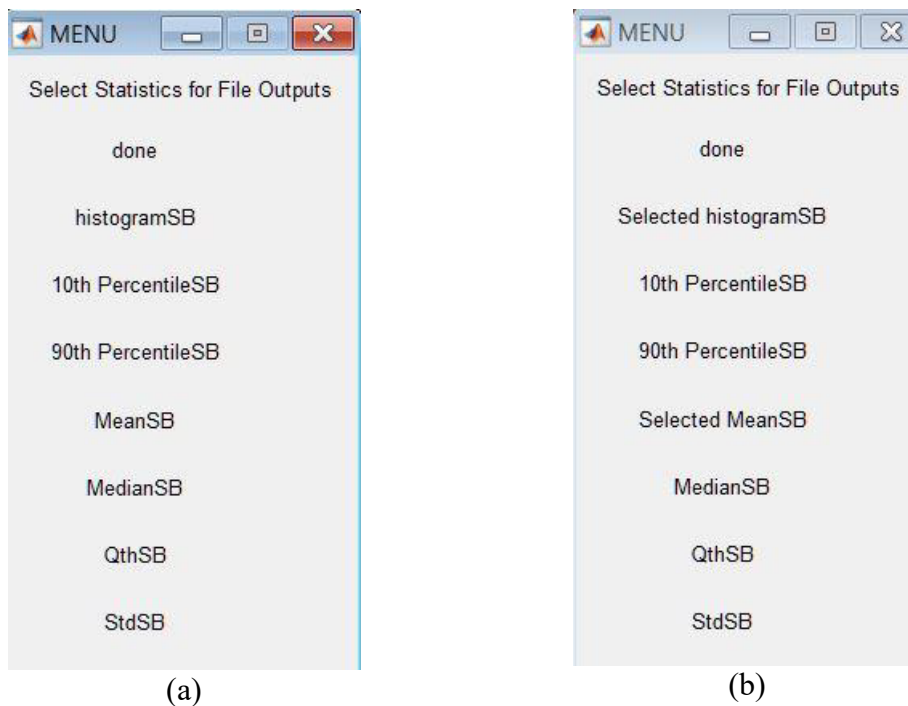 MENU
Select Statistics for File Outputs
done
histogramSB
10th PercentileSB
90th PercentileSB
MeanSB
MedianSB
QthSB
StdSB
(a)
MENU
Select Statistics for File Outputs
done
Selected histogramSB
10th PercentileSB
90th PercentileSB
Selected MeanSB
MedianSB
QthSB
StdSB
(b)